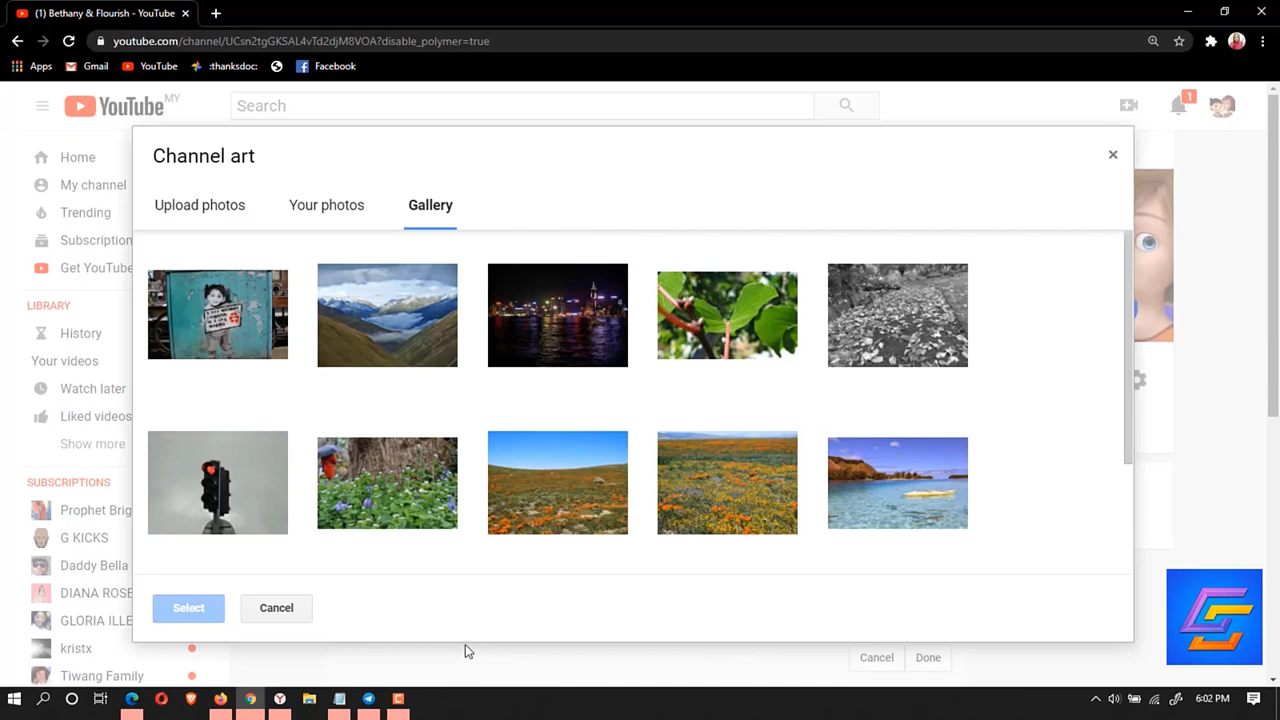 (1) Bethany & Flourish - YouTube
youtube.com/channel/UCsn2tgGKSAL4vTd2djM8VOA?disable_polymer=true
Apps Gmail YouTube :thanksdoc: Facebook
YouTube MY
Search
1
Channel art
Upload photos Your photos Gallery
Home
My channel
Trending
Subscription
Get YouTube
LIBRARY
History
Your videos
Watch later
Liked videos
Show more
SUBSCRIPTIONS
Prophet Brig
G KICKS
Daddy Bella
DIANA ROSE
GLORIA ILLE
kristx
Tiwang Family
Select Cancel
Cancel Done
6:02 PM